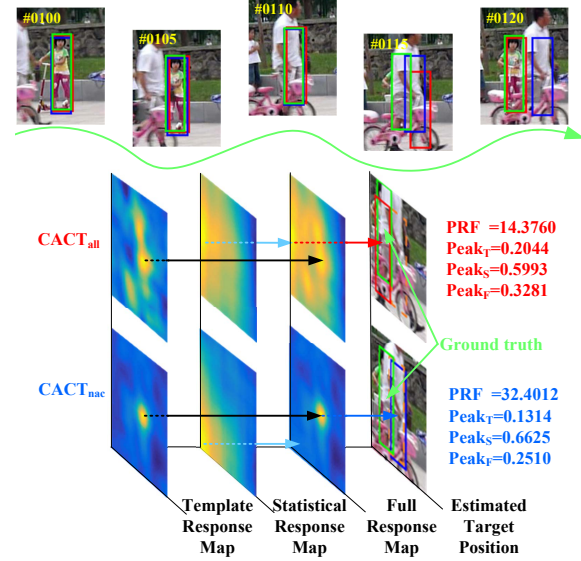 #0100
#0105
#0110
#0115
#0120
CACT_all
PRF =14.3760
Peak_T=0.2044
Peak_S=0.5993
Peak_F=0.3281
Ground truth
CACT_nac
PRF =32.4012
Peak_T=0.1314
Peak_S=0.6625
Peak_F=0.2510
Template
Response
Map
Statistical
Response
Map
Full
Response
Map
Estimated
Target
Position